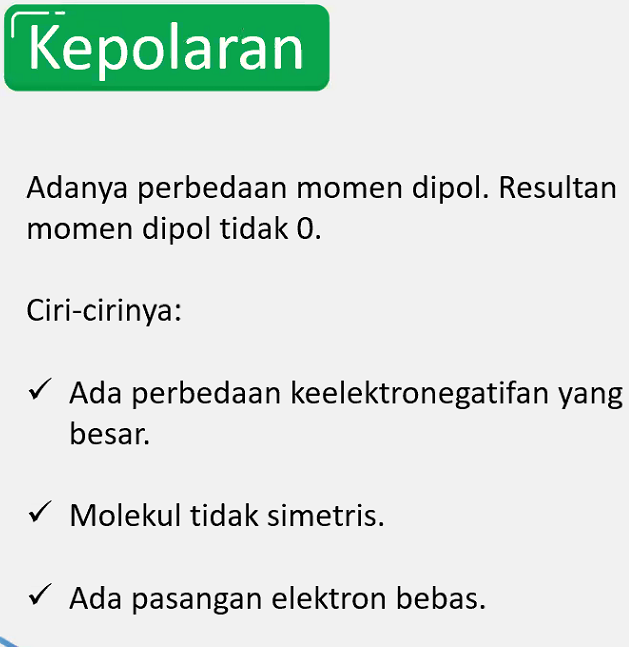 Kepolaran
Adanya perbedaan momen dipol. Resultan
momen dipol tidak 0.
Ciri-cirinya:
✓ Ada perbedaan keelektronegatifan yang
besar.
✓ Molekul tidak simetris.
✓ Ada pasangan elektron bebas.